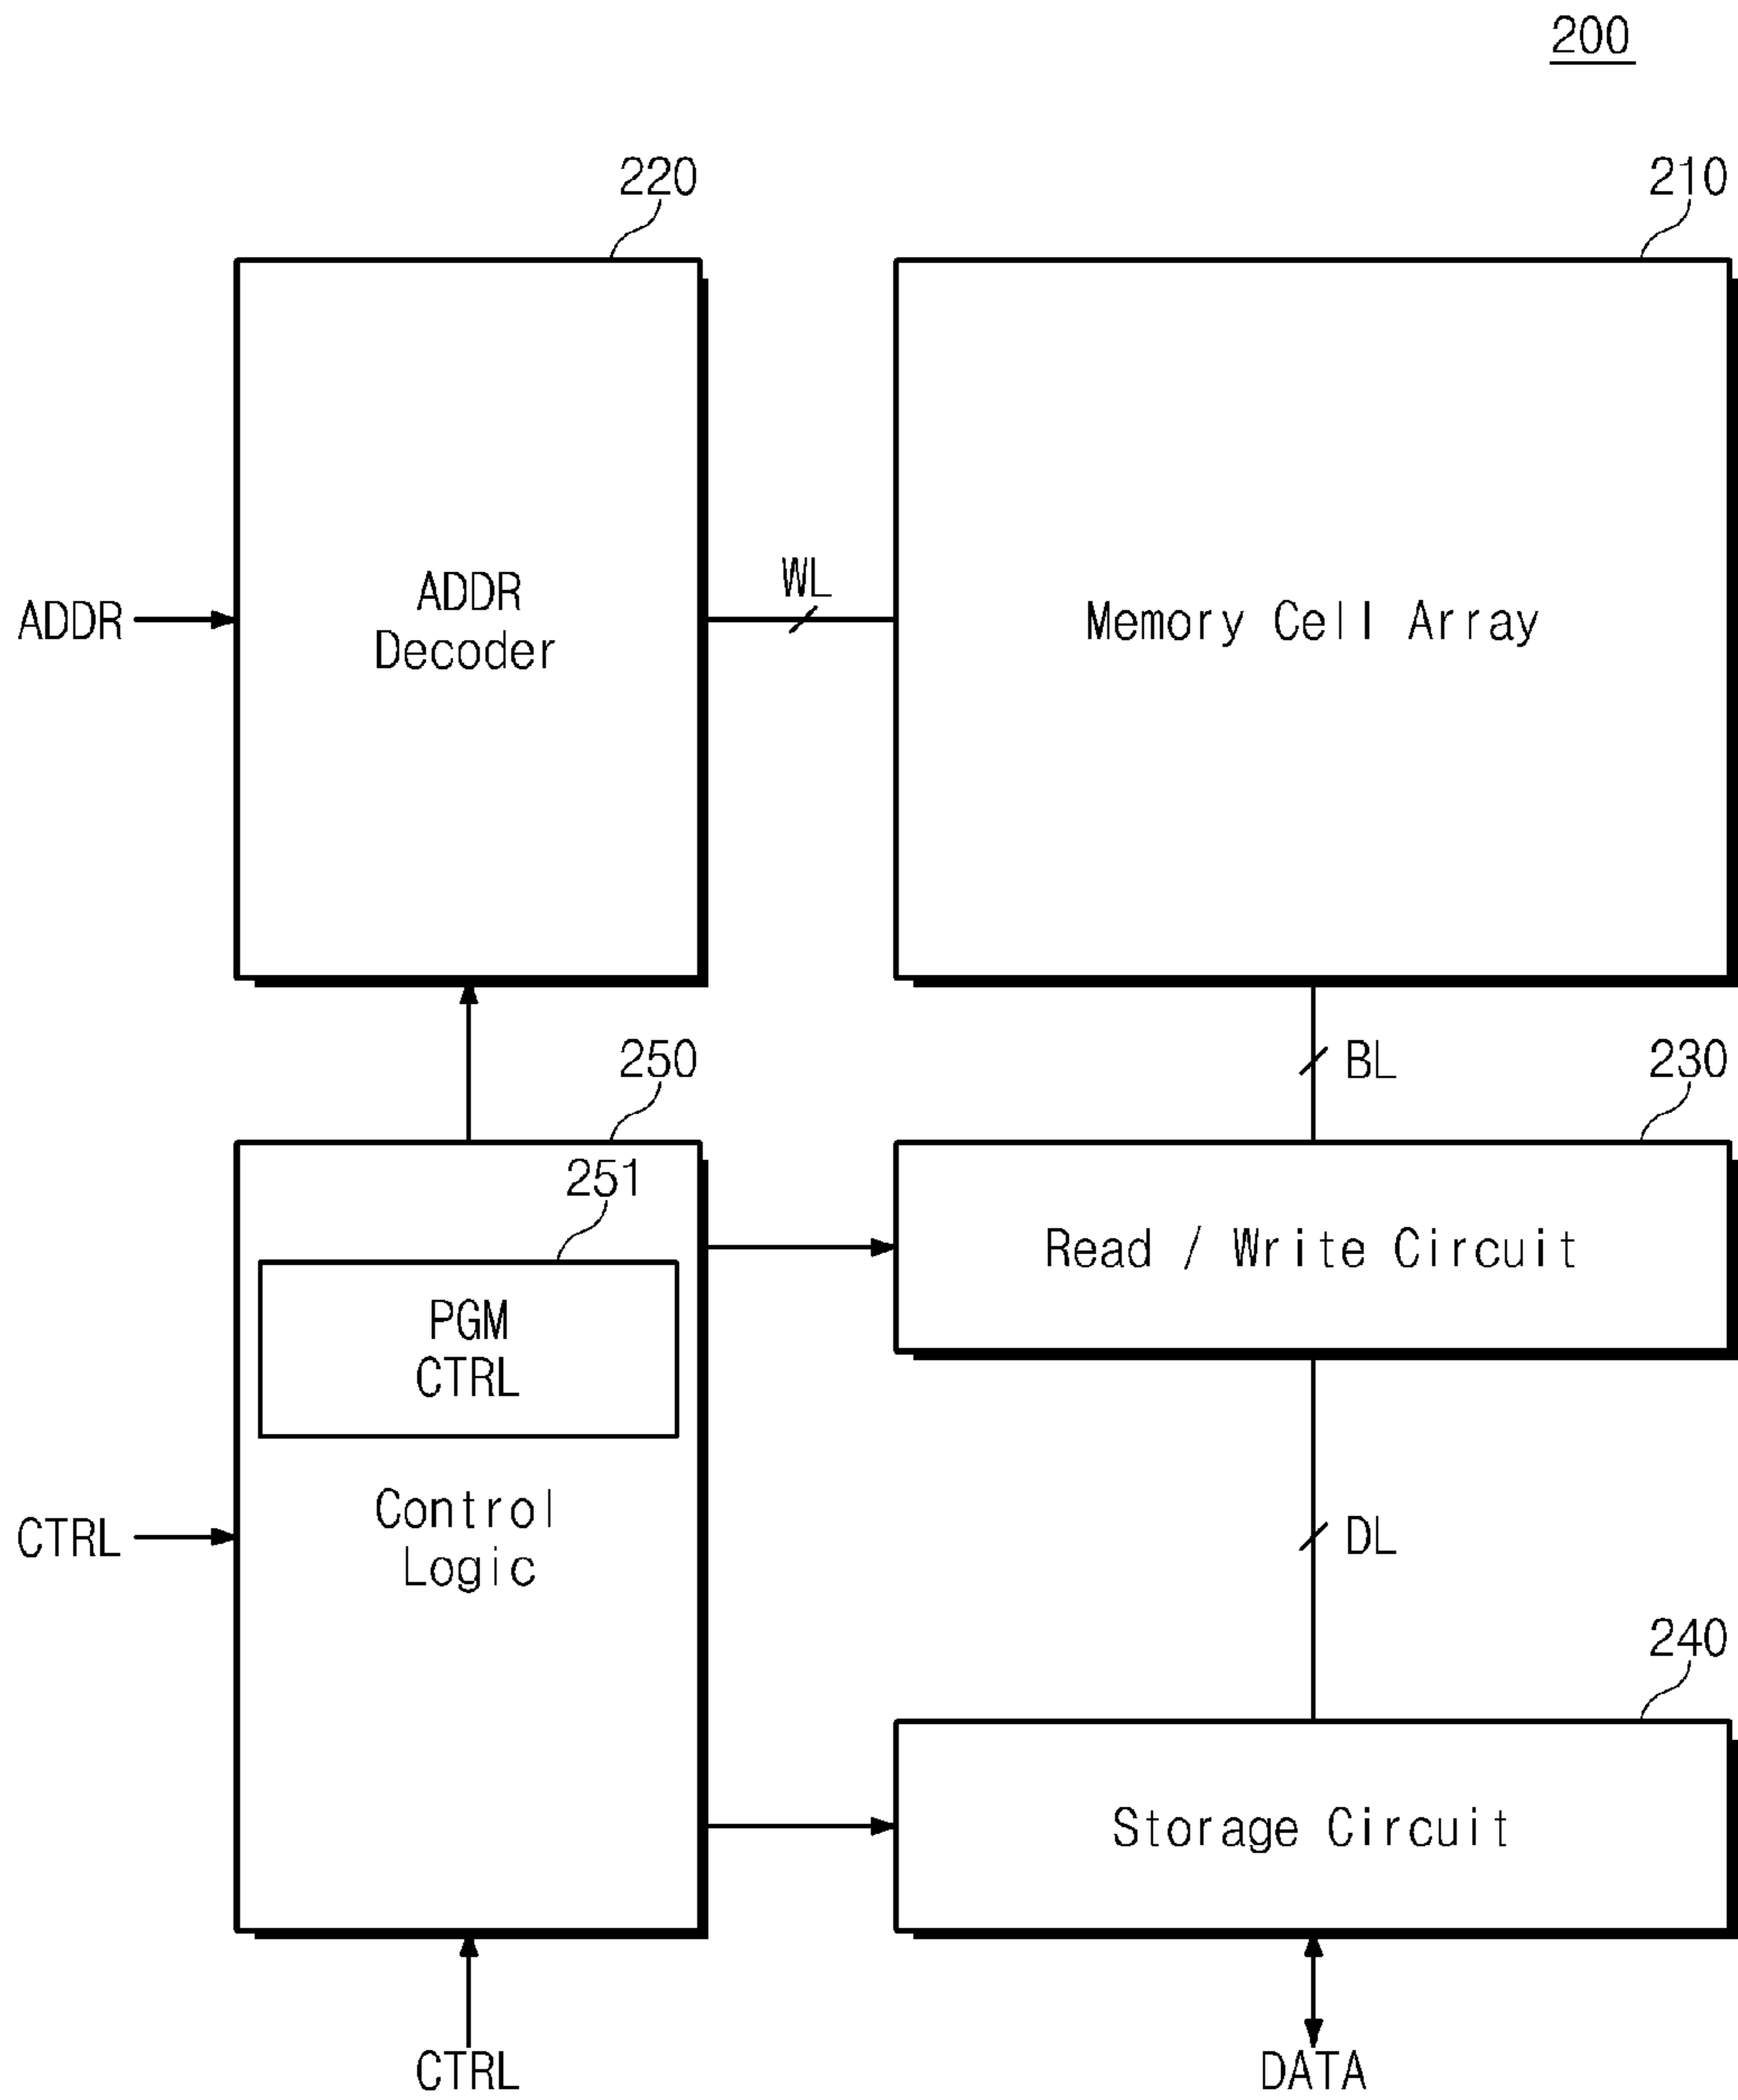 200
220
210
ADDR
ADDR
Decoder
WL
Memory Cell Array
250
BL
230
251
PGM
CTRL
Read / Write Circuit
CTRL
Control
Logic
DL
240
Storage Circuit
CTRL
DATA